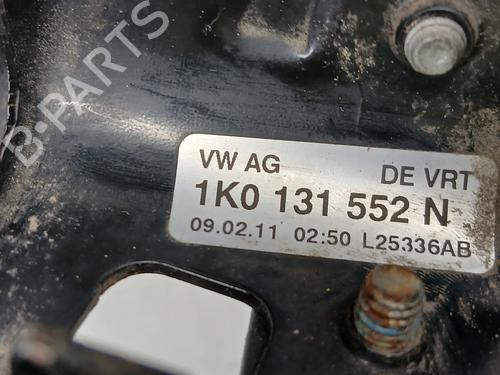 B-PARTS
VW AG DE VRT
1K0 131 552 N
09.02.11 02:50 L25336AB